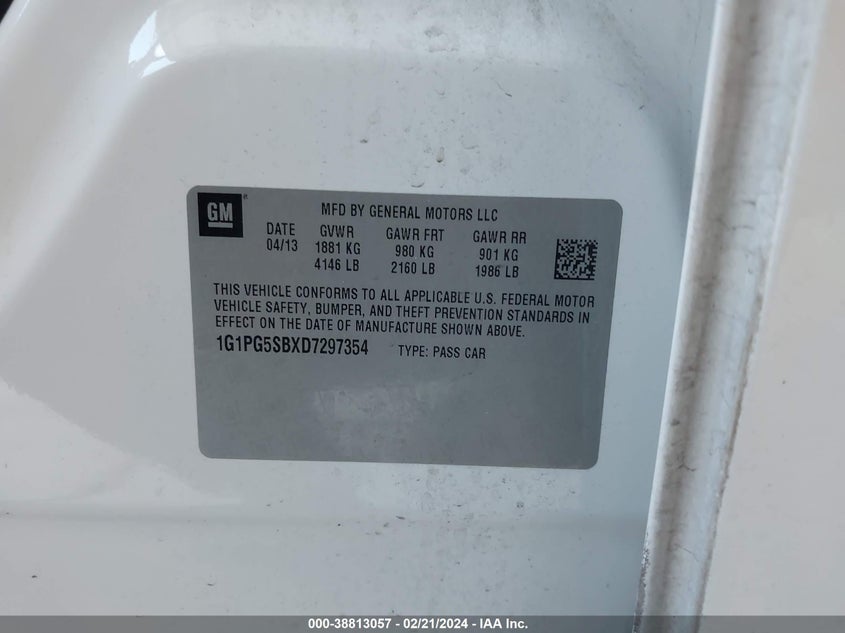 GM®
MFD BY GENERAL MOTORS LLC
DATE GVWR GAWR FRT GAWR RR
04/13 1881 KG 980 KG 901 KG
4146 LB 2160 LB 1986 LB
THIS VEHICLE CONFORMS TO ALL APPLICABLE U.S. FEDERAL MOTOR
VEHICLE SAFETY, BUMPER, AND THEFT PREVENTION STANDARDS IN
EFFECT ON THE DATE OF MANUFACTURE SHOWN ABOVE.
1G1PG5SBXD7297354 TYPE: PASS CAR
000-38813057 - 02/21/2024 - IAA Inc.